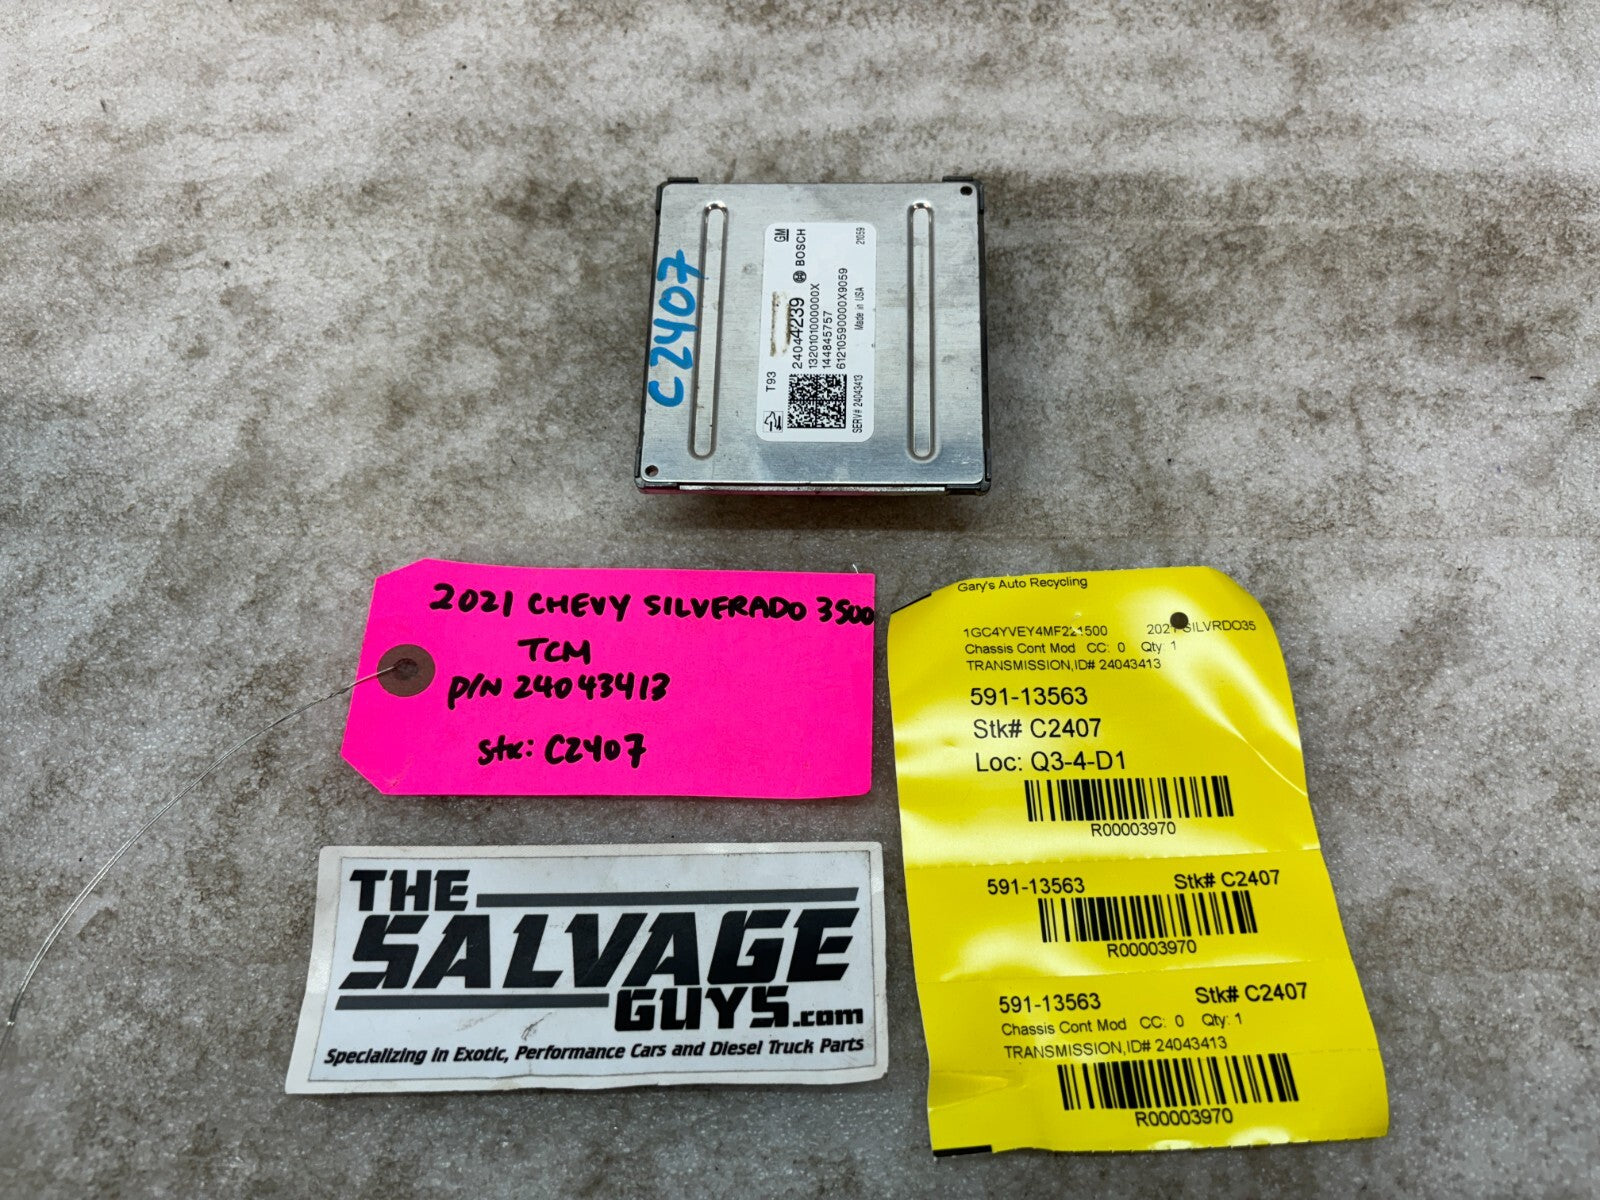 C2407
GM
BOSCH
T93
24044239
13201010000000X
144845757
61210590000X9059
SERV# 24043413 Made in USA 21059
2021 CHEVY SILVERADO 3500
TCM
P/N 24043413
Stk: C2407
THE
SALVAGE
GUYS.com
Specializing in Exotic, Performance Cars and Diesel Truck Parts
Gary's Auto Recycling
1GC4YVEY4MF221500 2021 SILVRDO35
Chassis Cont Mod CC: 0 Qty: 1
TRANSMISSION,ID# 24043413
591-13563
Stk# C2407
Loc: Q3-4-D1
R00003970
591-13563 Stk# C2407
R00003970
591-13563 Stk# C2407
Chassis Cont Mod CC: 0 Qty: 1
TRANSMISSION,ID# 24043413
R00003970